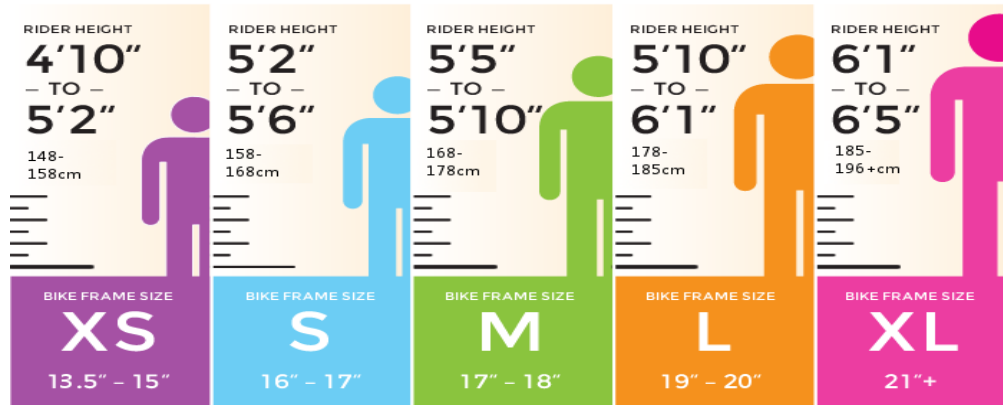 RIDER HEIGHT
4'10"
– TO –
5'2"
148-
158cm
BIKE FRAME SIZE
XS
13.5" – 15"
RIDER HEIGHT
5'2"
– TO –
5'6"
158-
168cm
BIKE FRAME SIZE
S
16" – 17"
RIDER HEIGHT
5'5"
– TO –
5'10"
168-
178cm
BIKE FRAME SIZE
M
17" – 18"
RIDER HEIGHT
5'10"
– TO –
6'1"
178-
185cm
BIKE FRAME SIZE
L
19" – 20"
RIDER HEIGHT
6'1"
– TO –
6'5"
185-
196+cm
BIKE FRAME SIZE
XL
21"+